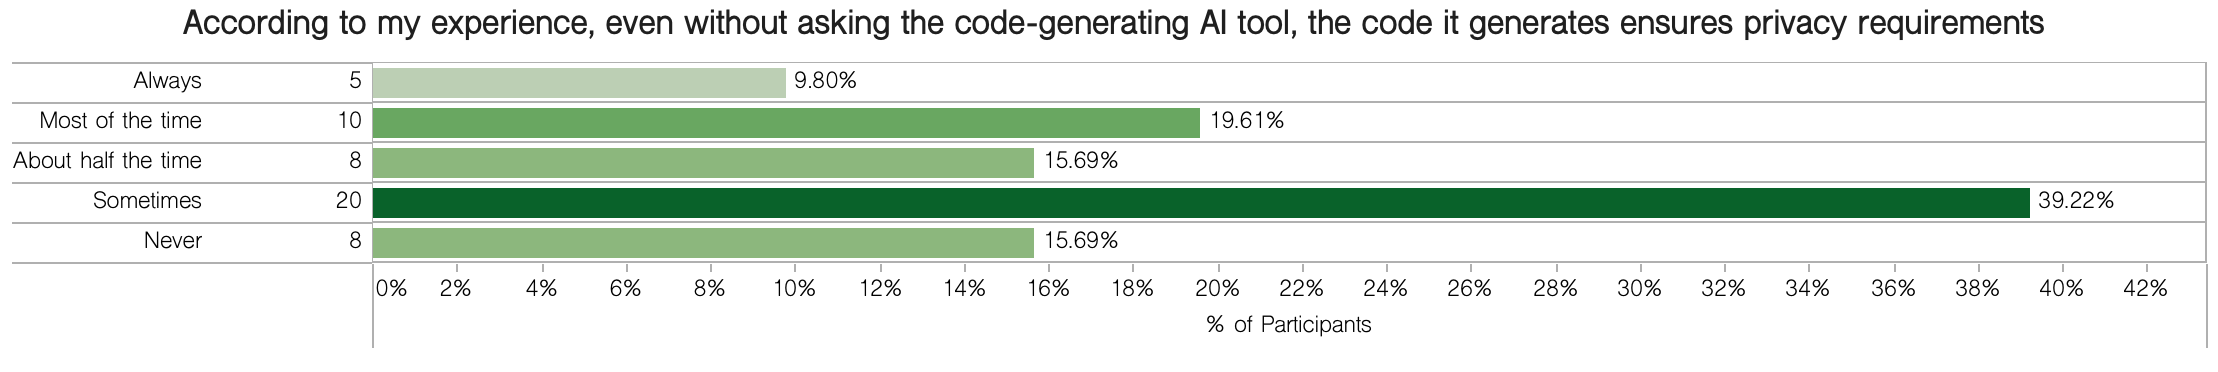 According to my experience, even without asking the code-generating AI tool, the code it generates ensures privacy requirements
Always 5 9.80%
Most of the time 10 19.61%
About half the time 8 15.69%
Sometimes 20 39.22%
Never 8 15.69%
0% 2% 4% 6% 8% 10% 12% 14% 16% 18% 20% 22% 24% 26% 28% 30% 32% 34% 36% 38% 40% 42%
% of Participants